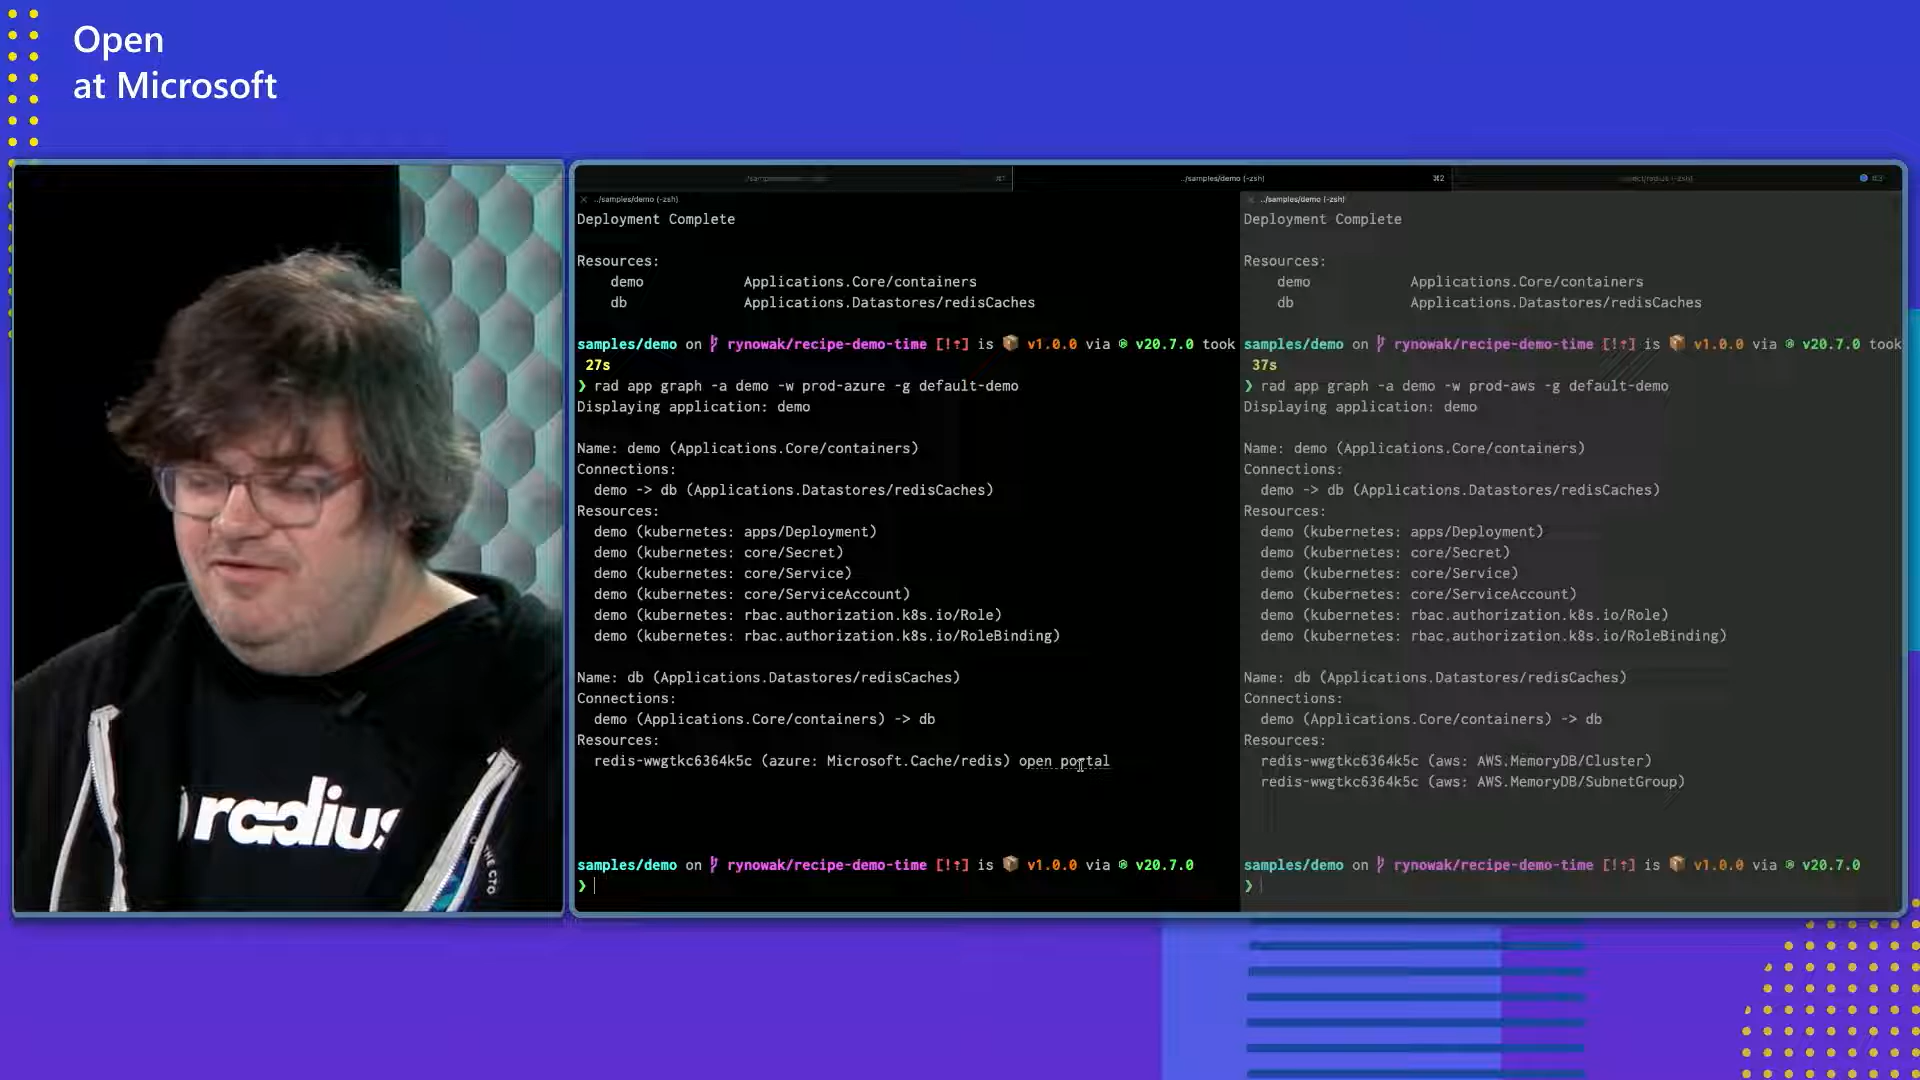 Open
at Microsoft
../samples/demo (-zsh)
⌘2
../samples/demo (-zsh)
Deployment Complete
Resources:
demo Applications.Core/containers
db Applications.Datastores/redisCaches
samples/demo on rynowak/recipe-demo-time [!⇡] is 📦 v1.0.0 via v20.7.0 took
27s
❯ rad app graph -a demo -w prod-azure -g default-demo
Displaying application: demo
Name: demo (Applications.Core/containers)
Connections:
demo -> db (Applications.Datastores/redisCaches)
Resources:
demo (kubernetes: apps/Deployment)
demo (kubernetes: core/Secret)
demo (kubernetes: core/Service)
demo (kubernetes: core/ServiceAccount)
demo (kubernetes: rbac.authorization.k8s.io/Role)
demo (kubernetes: rbac.authorization.k8s.io/RoleBinding)
Name: db (Applications.Datastores/redisCaches)
Connections:
demo (Applications.Core/containers) -> db
Resources:
redis-wwgtkc6364k5c (azure: Microsoft.Cache/redis) open portal
samples/demo on rynowak/recipe-demo-time [!⇡] is 📦 v1.0.0 via v20.7.0
❯
../samples/demo (-zsh)
Deployment Complete
Resources:
demo Applications.Core/containers
db Applications.Datastores/redisCaches
samples/demo on rynowak/recipe-demo-time [!⇡] is 📦 v1.0.0 via v20.7.0 took
37s
❯ rad app graph -a demo -w prod-aws -g default-demo
Displaying application: demo
Name: demo (Applications.Core/containers)
Connections:
demo -> db (Applications.Datastores/redisCaches)
Resources:
demo (kubernetes: apps/Deployment)
demo (kubernetes: core/Secret)
demo (kubernetes: core/Service)
demo (kubernetes: core/ServiceAccount)
demo (kubernetes: rbac.authorization.k8s.io/Role)
demo (kubernetes: rbac.authorization.k8s.io/RoleBinding)
Name: db (Applications.Datastores/redisCaches)
Connections:
demo (Applications.Core/containers) -> db
Resources:
redis-wwgtkc6364k5c (aws: AWS.MemoryDB/Cluster)
redis-wwgtkc6364k5c (aws: AWS.MemoryDB/SubnetGroup)
samples/demo on rynowak/recipe-demo-time [!⇡] is 📦 v1.0.0 via v20.7.0
❯
radius
THE CTO